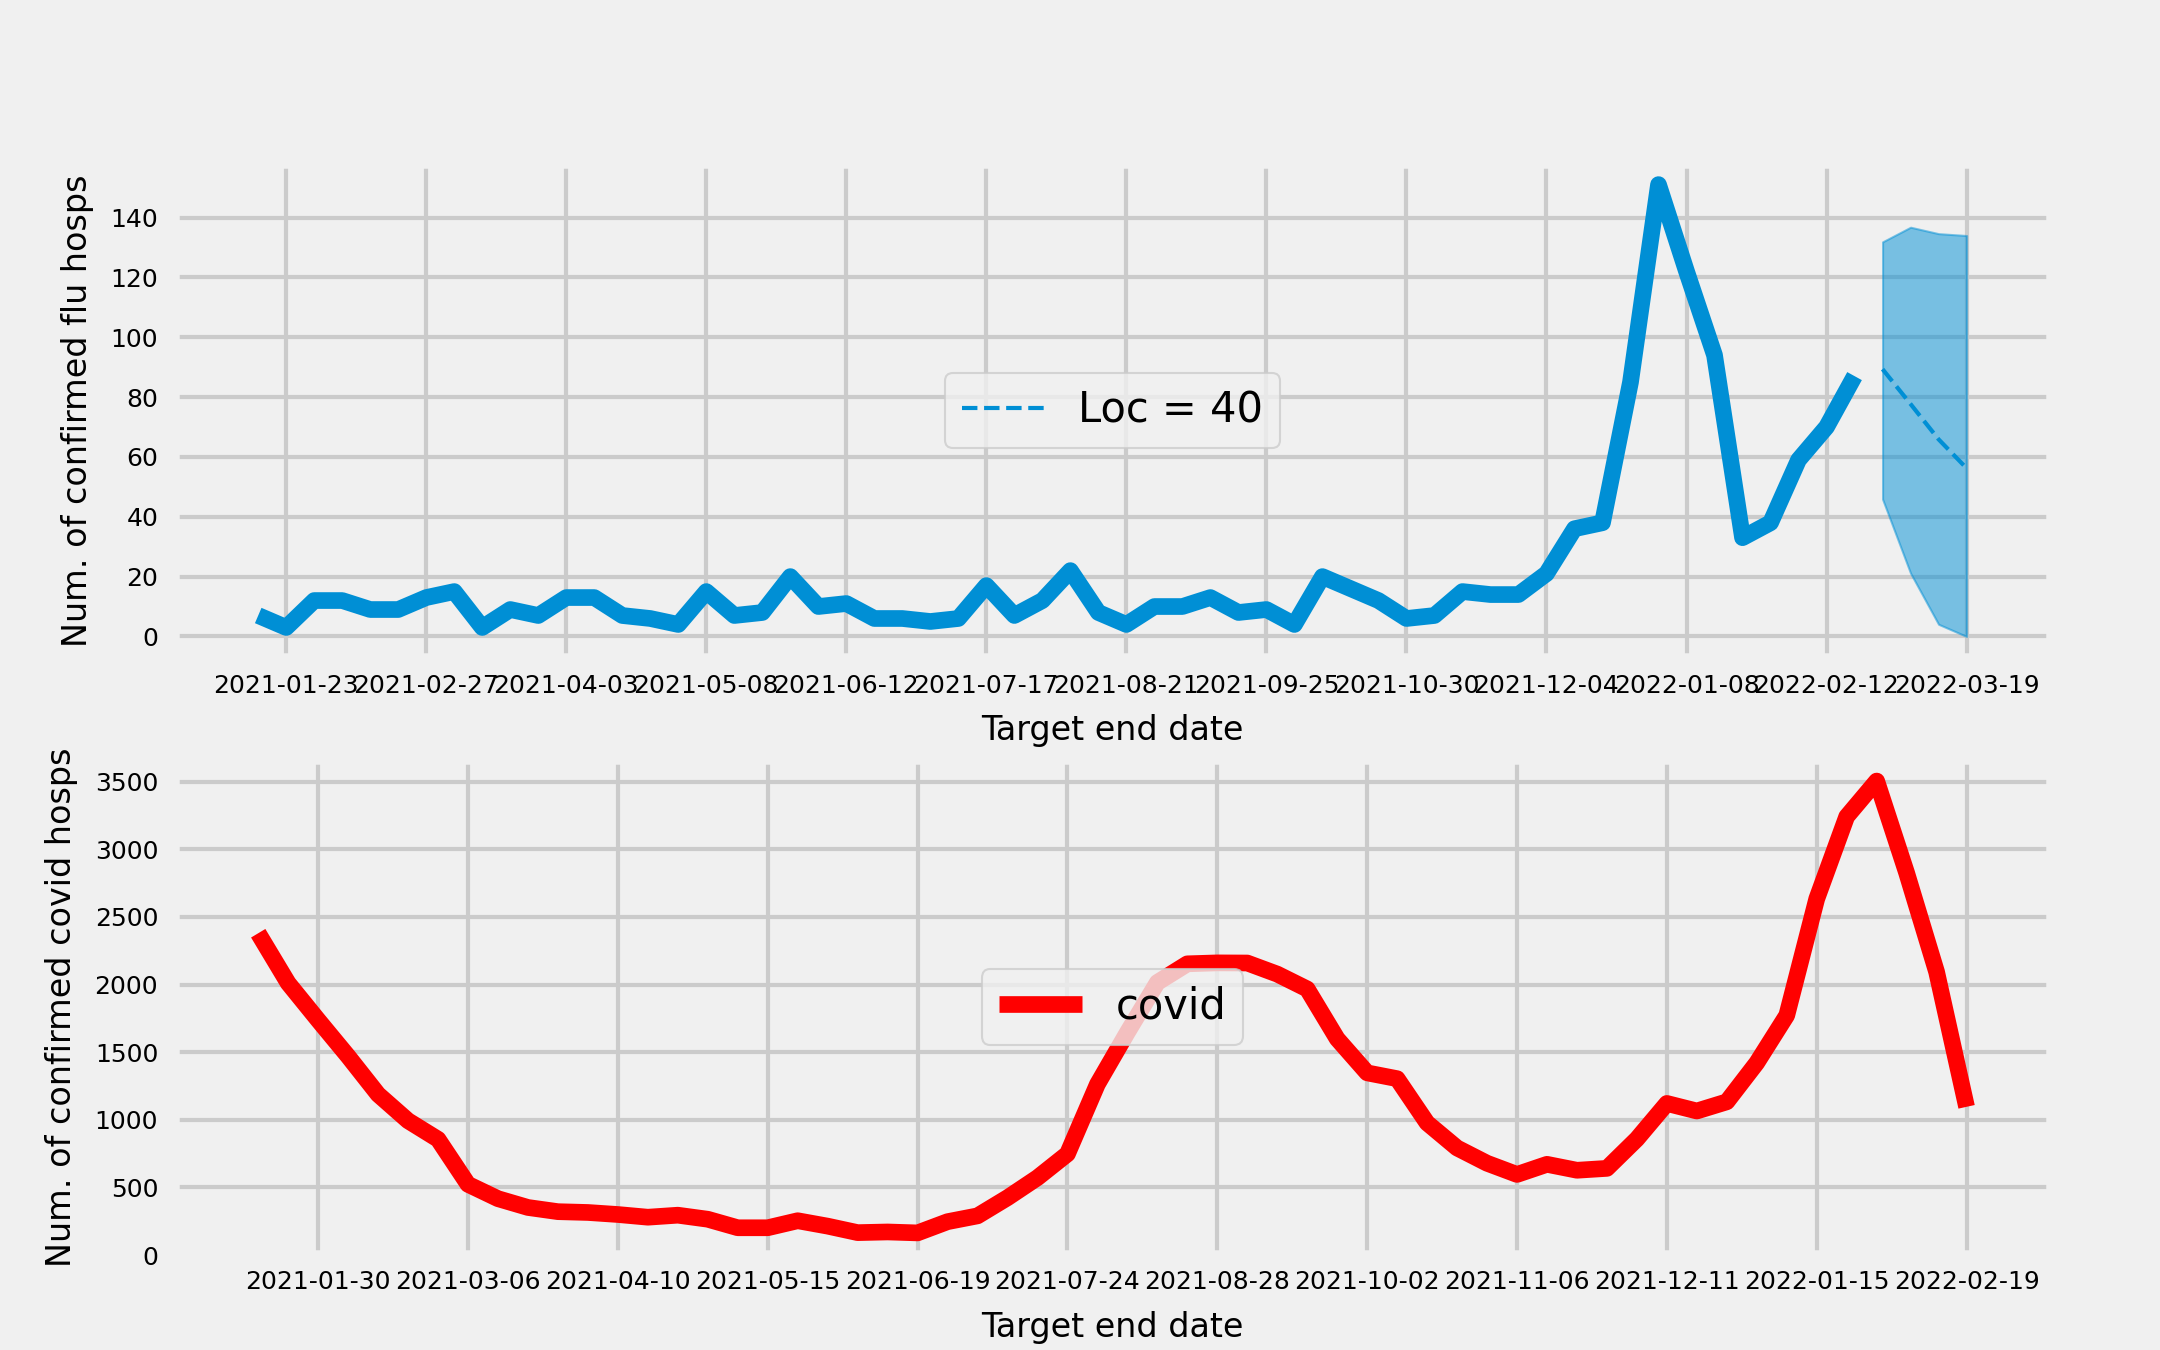 Num. of confirmed flu hosps
140
120
100
80
60
40
20
0
Loc = 40
2021-01-23 2021-02-27 2021-04-03 2021-05-08 2021-06-12 2021-07-17 2021-08-21 2021-09-25 2021-10-30 2021-12-04 2022-01-08 2022-02-12 2022-03-19
Target end date
Num. of confirmed covid hosps
3500
3000
2500
2000
1500
1000
500
0
covid
2021-01-30 2021-03-06 2021-04-10 2021-05-15 2021-06-19 2021-07-24 2021-08-28 2021-10-02 2021-11-06 2021-12-11 2022-01-15 2022-02-19
Target end date